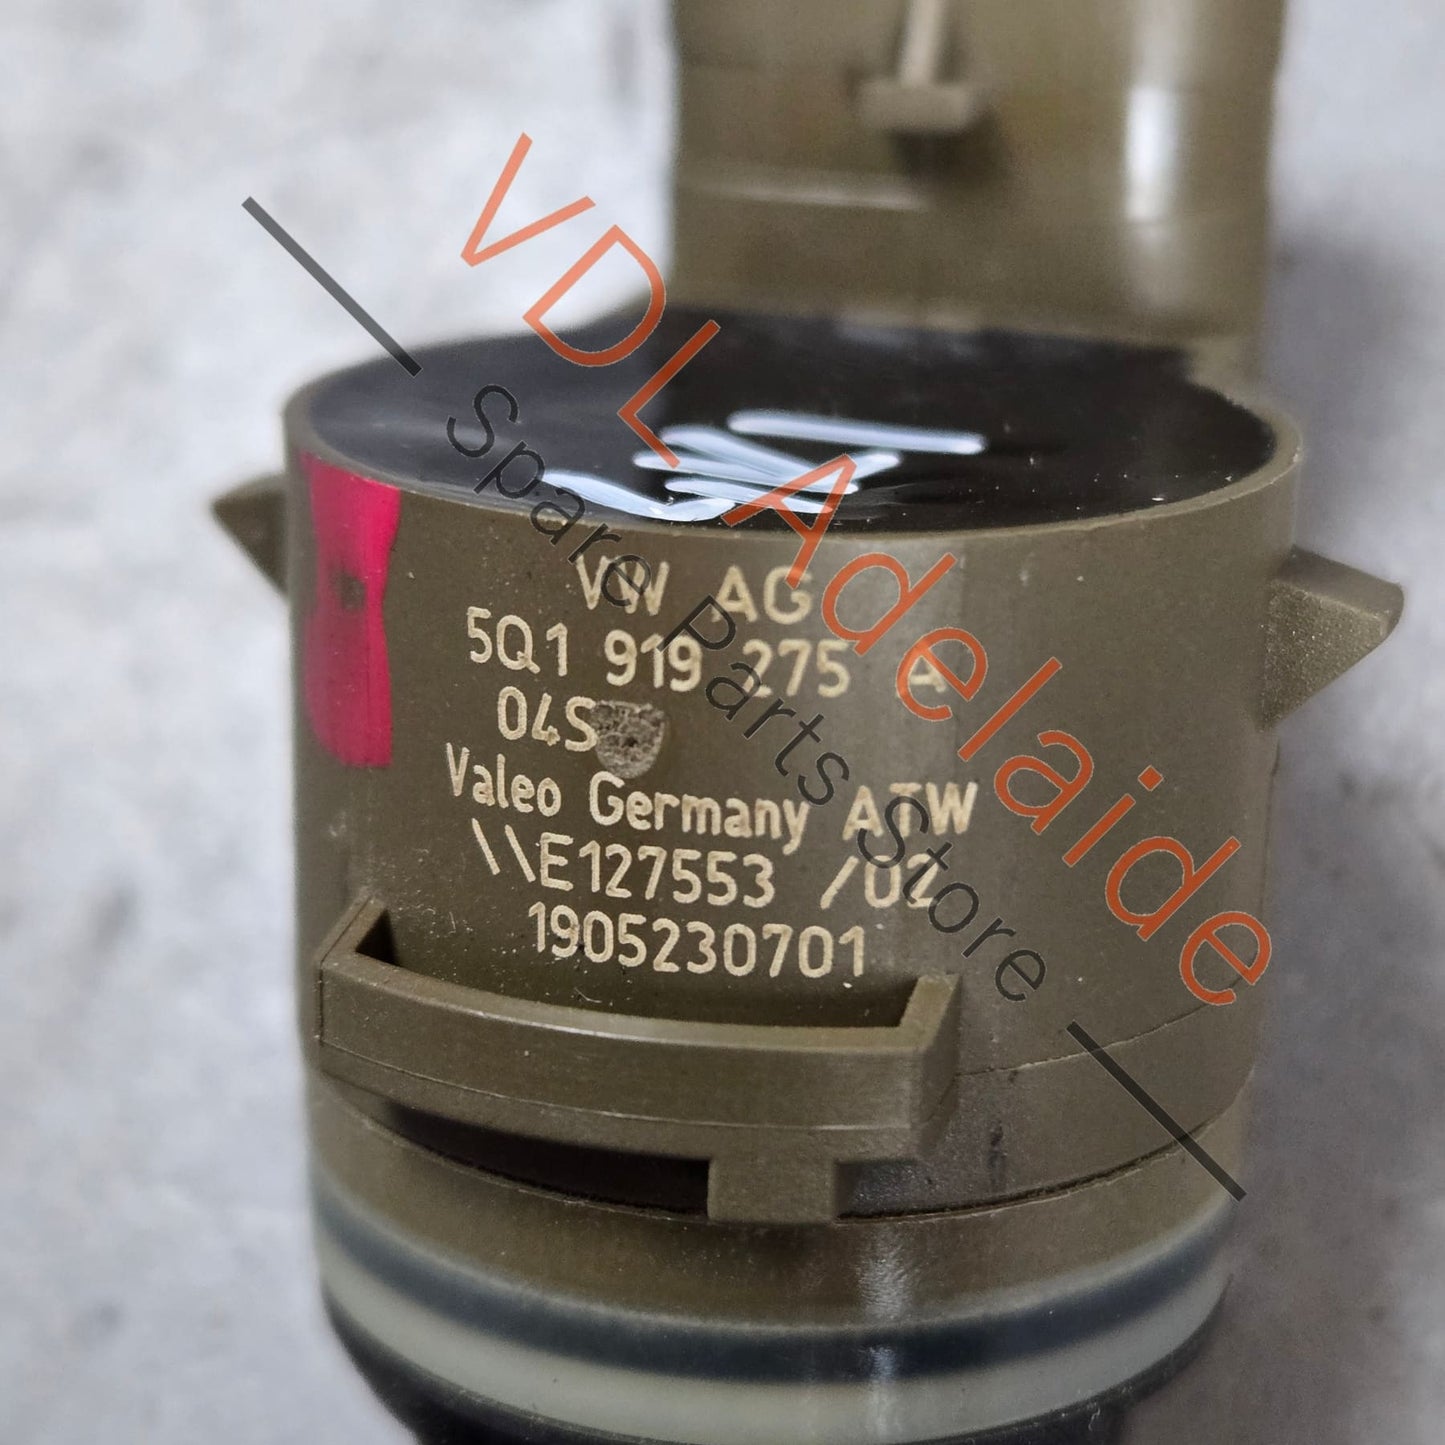 VDL Adelaide
Spare Parts Store
VW AG
5Q1 919 275 A
04S
Valeo Germany ATW
\\E127553 /02
1905230701